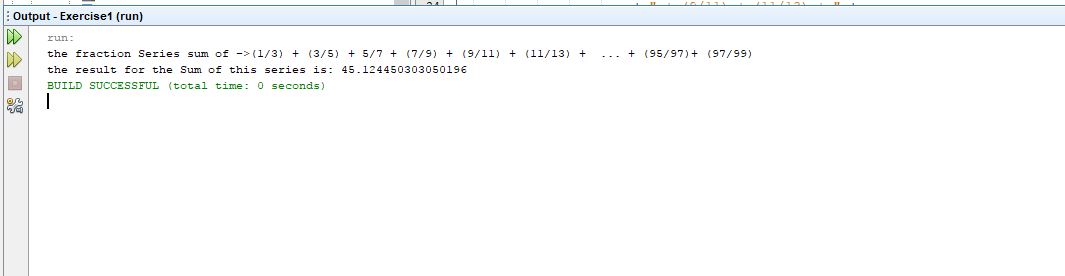 Output - Exercise1 (run)
run:
the fraction Series sum of ->(1/3) + (3/5) + 5/7 + (7/9) + (9/11) + (11/13) +  ... + (95/97)+ (97/99)
the result for the Sum of this series is: 45.124450303050196
BUILD SUCCESSFUL (total time: 0 seconds)